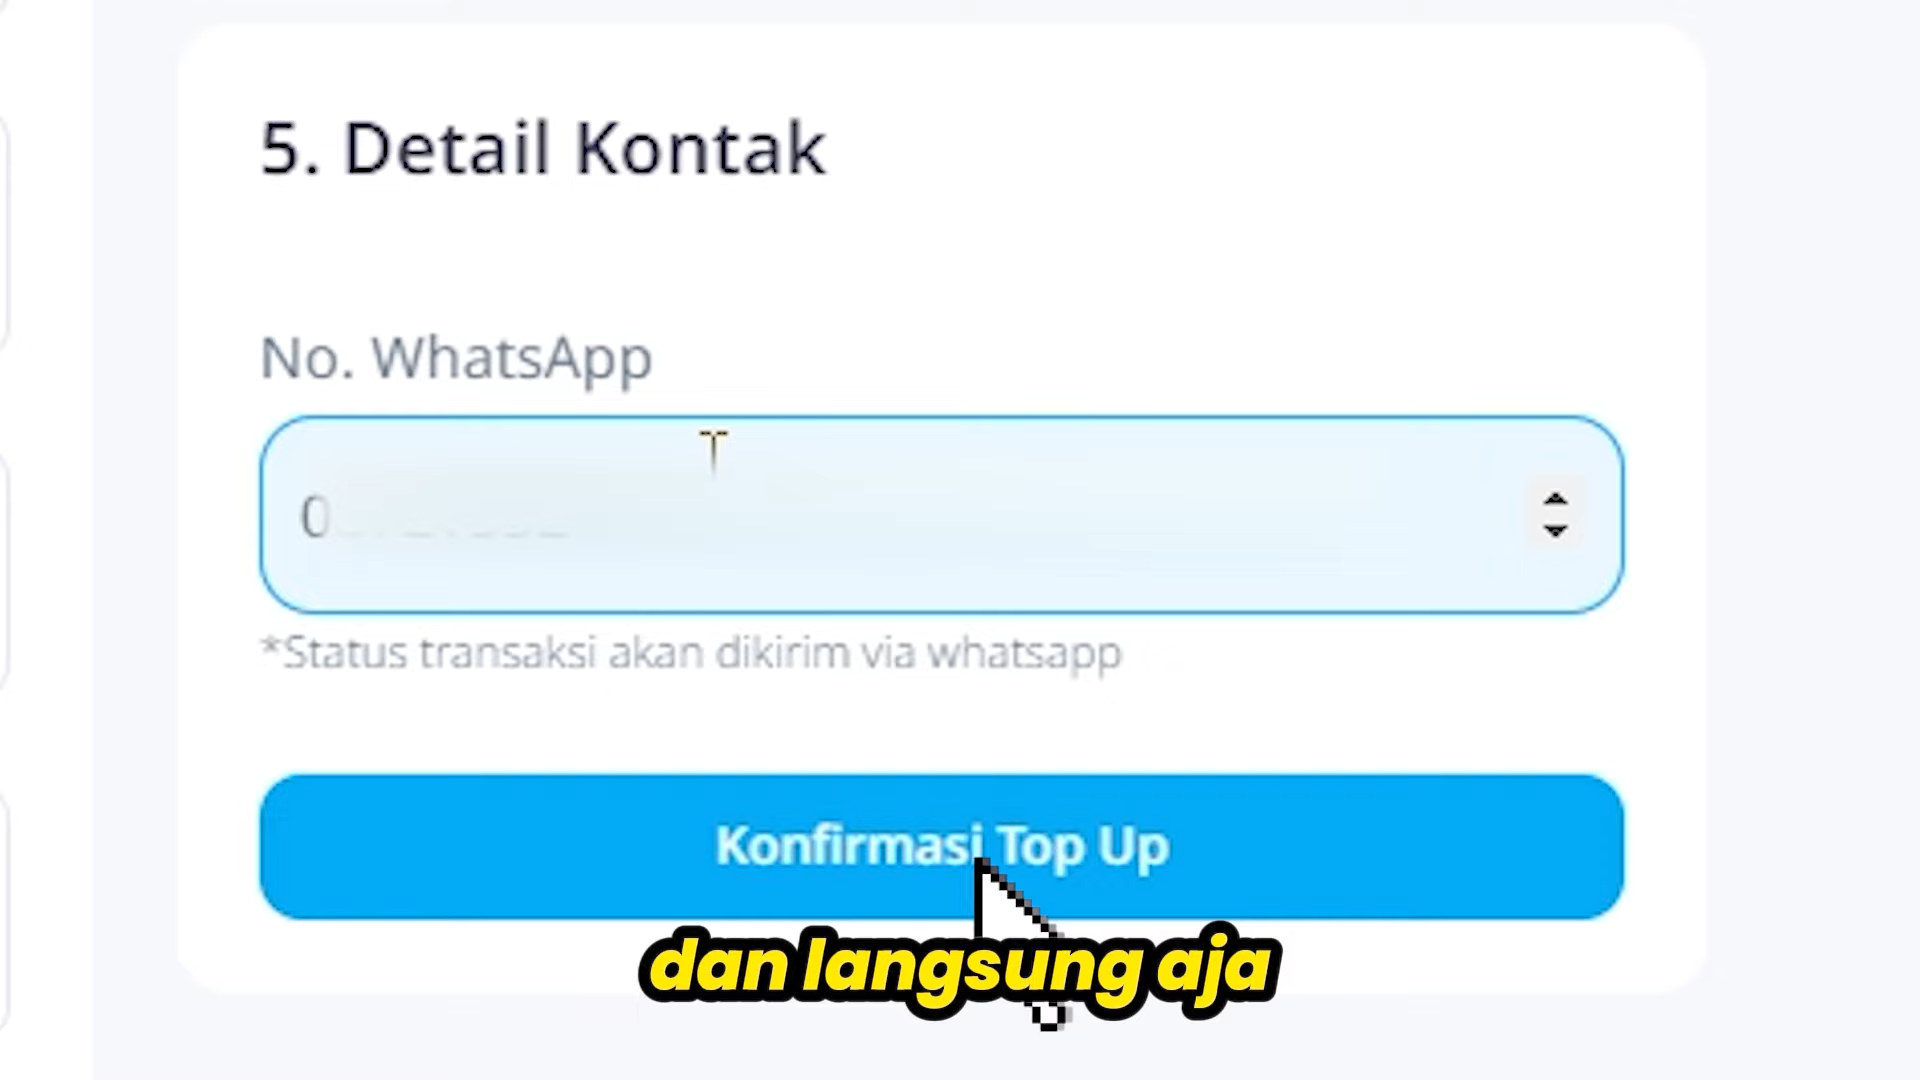 5. Detail Kontak
No. WhatsApp
0
*Status transaksi akan dikirim via whatsapp
Konfirmasi Top Up
dan langsung aja